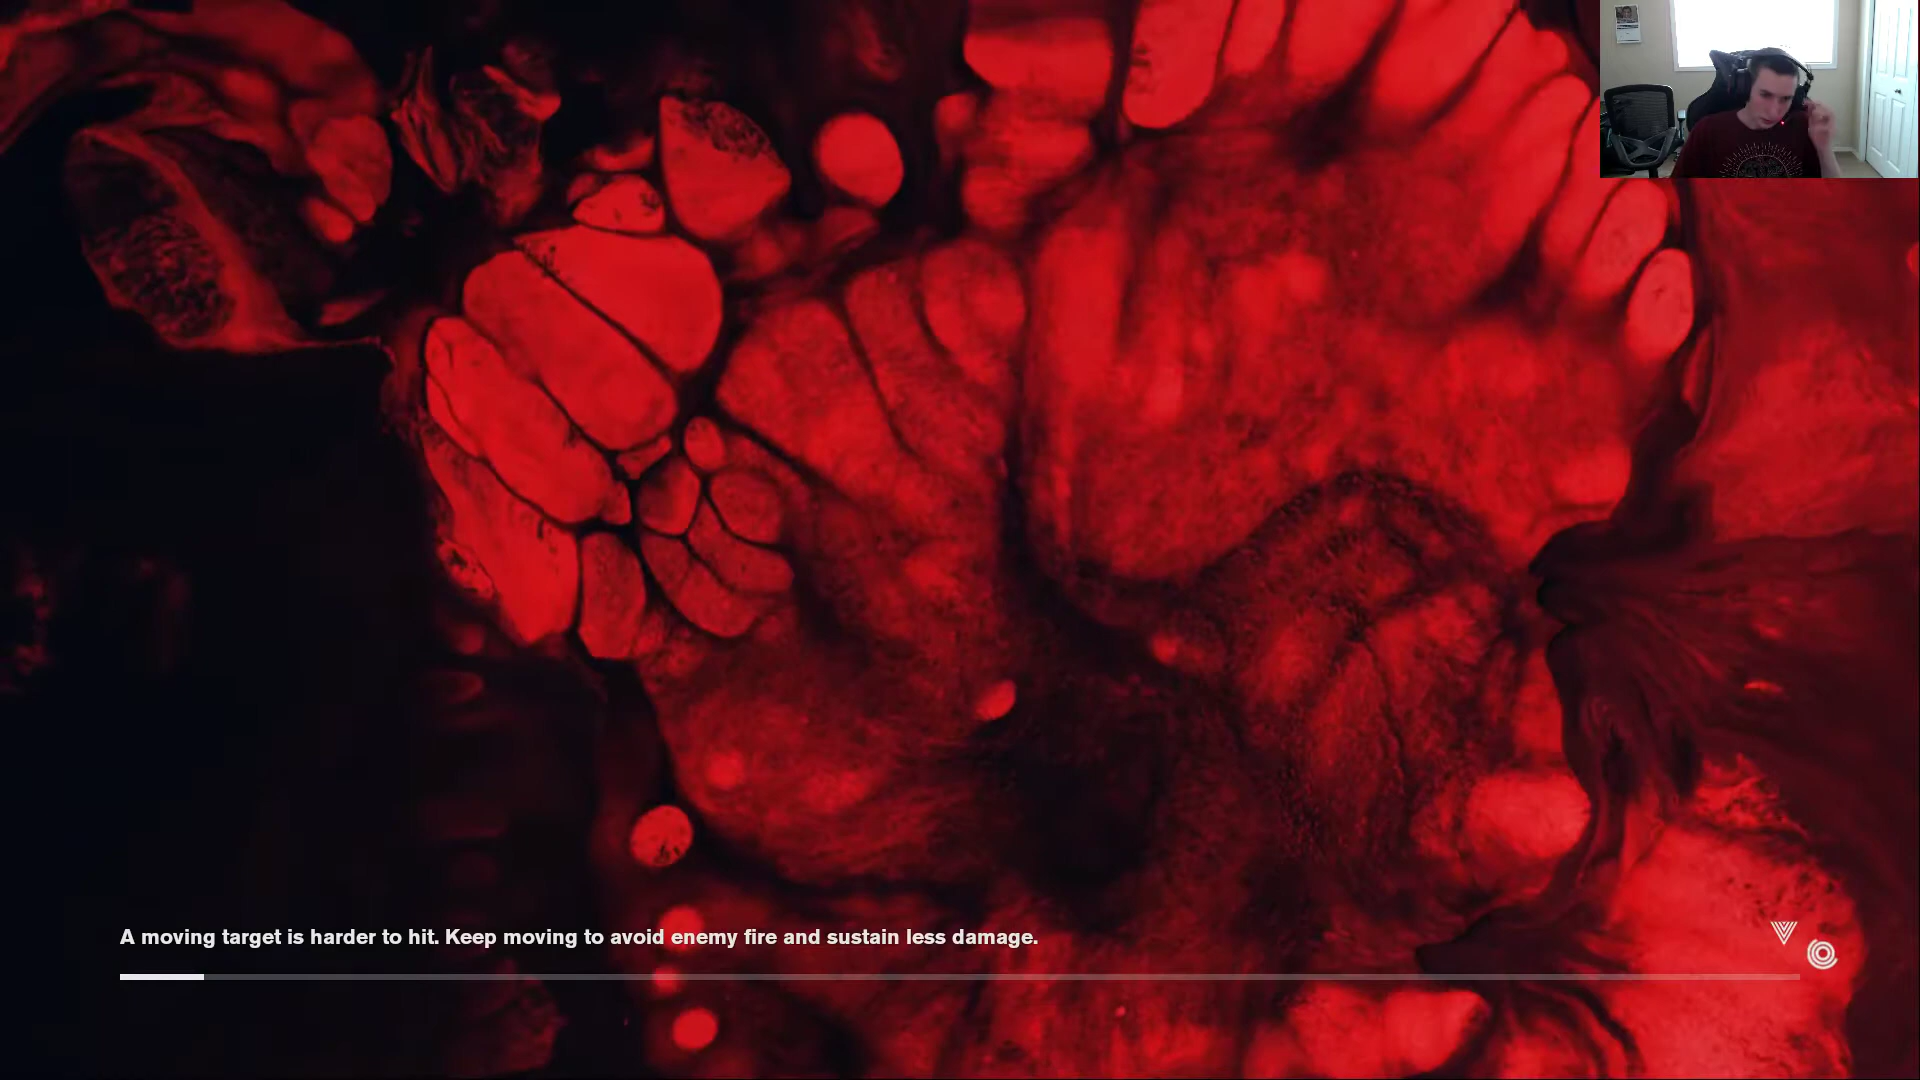 A moving target is harder to hit. Keep moving to avoid enemy fire and sustain less damage.